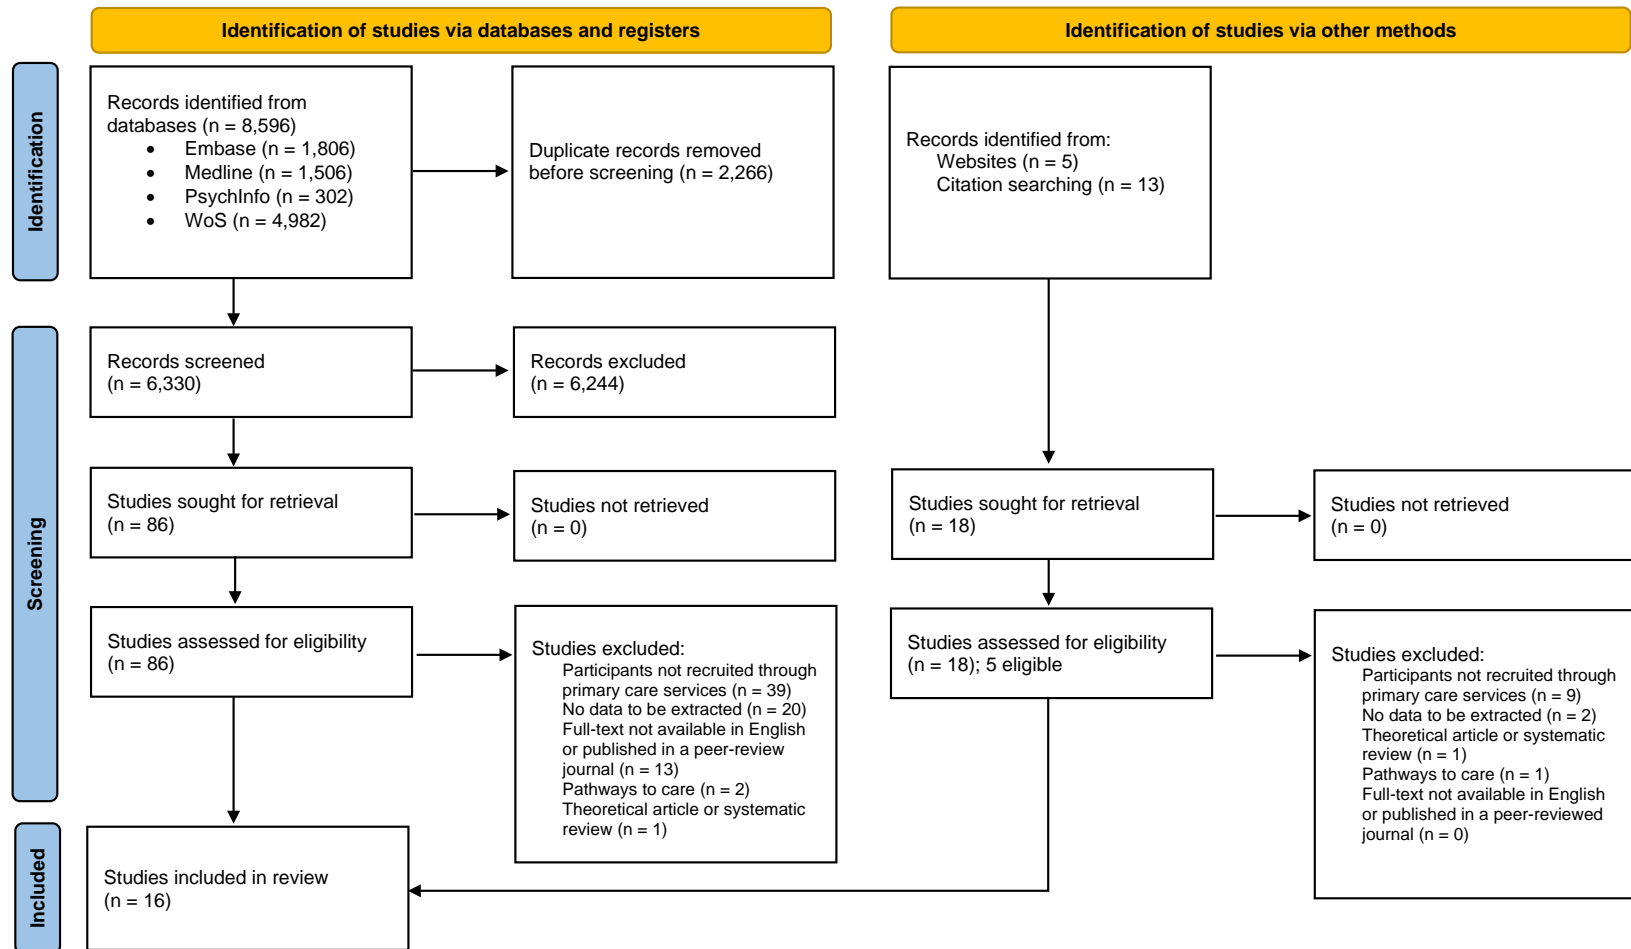 Identification of studies via databases and registers
Identification of studies via other methods
Identification
Records identified from
databases (n = 8,596)
• Embase (n = 1,806)
• Medline (n = 1,506)
• PsychInfo (n = 302)
• WoS (n = 4,982)
Duplicate records removed
before screening (n = 2,266)
Records identified from:
Websites (n = 5)
Citation searching (n = 13)
Screening
Records screened
(n = 6,330)
Records excluded
(n = 6,244)
Studies sought for retrieval
(n = 86)
Studies not retrieved
(n = 0)
Studies sought for retrieval
(n = 18)
Studies not retrieved
(n = 0)
Studies assessed for eligibility
(n = 86)
Studies excluded:
Participants not recruited through
primary care services (n = 39)
No data to be extracted (n = 20)
Full-text not available in English
or published in a peer-review
journal (n = 13)
Pathways to care (n = 2)
Theoretical article or systematic
review (n = 1)
Studies assessed for eligibility
(n = 18); 5 eligible
Studies excluded:
Participants not recruited through
primary care services (n = 9)
No data to be extracted (n = 2)
Theoretical article or systematic
review (n = 1)
Pathways to care (n = 1)
Full-text not available in English
or published in a peer-reviewed
journal (n = 0)
Included
Studies included in review
(n = 16)